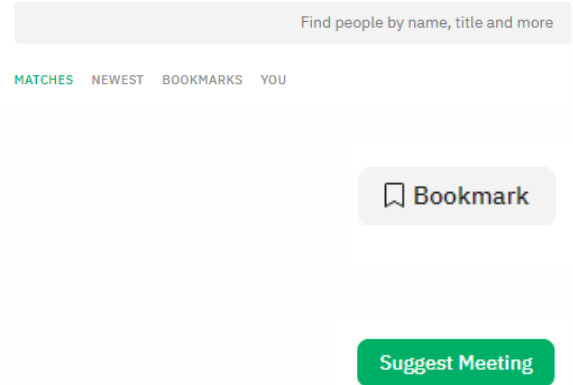 Find people by name, title and more
MATCHES NEWEST BOOKMARKS YOU
Bookmark
Suggest Meeting